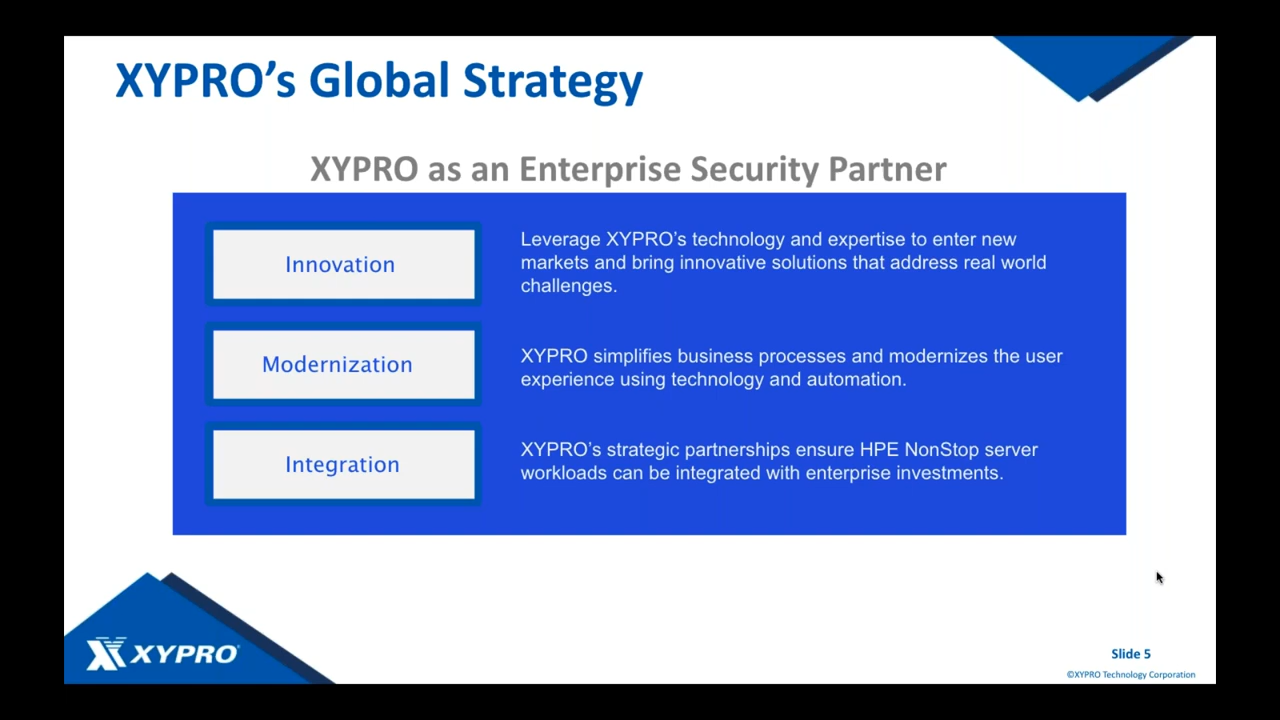 XYPRO’s Global Strategy
XYPRO as an Enterprise Security Partner
Innovation
Leverage XYPRO’s technology and expertise to enter new
markets and bring innovative solutions that address real world
challenges.
Modernization
XYPRO simplifies business processes and modernizes the user
experience using technology and automation.
Integration
XYPRO’s strategic partnerships ensure HPE NonStop server
workloads can be integrated with enterprise investments.
XYPRO
Slide 5
©XYPRO Technology Corporation